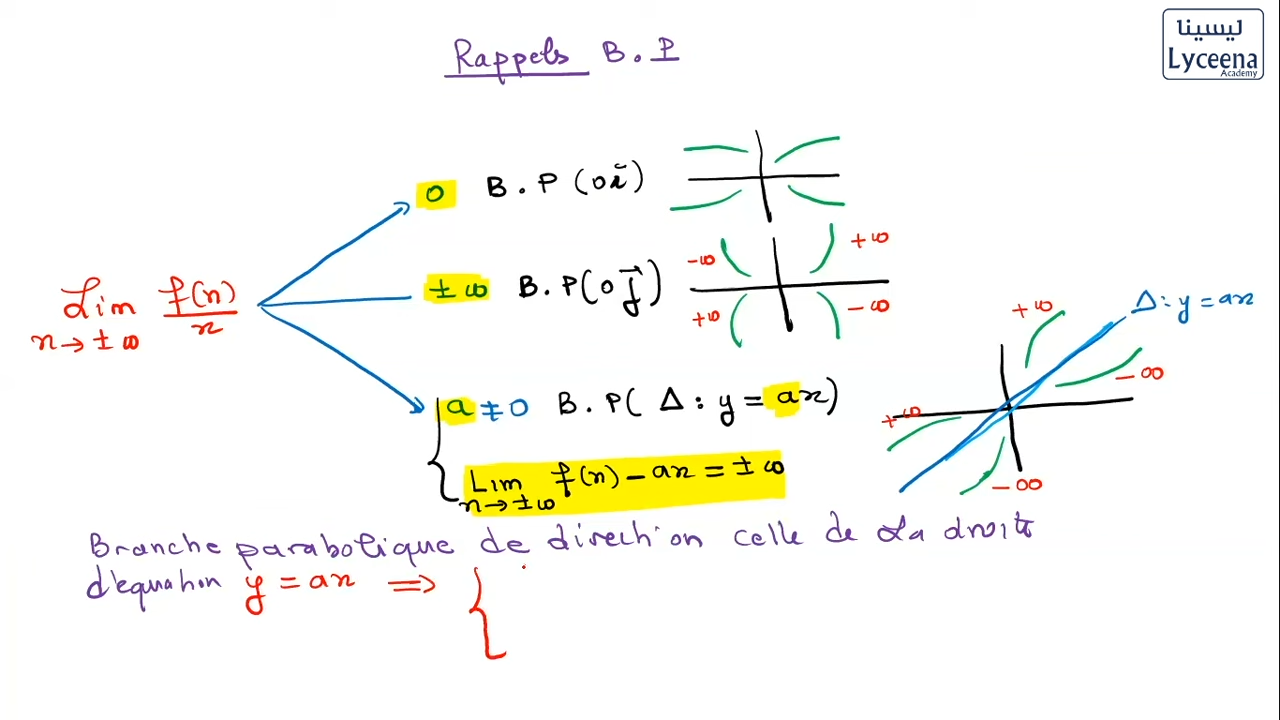 ليسينا
Lyceena
Academy
Rappels B.P
0 B.P (oi⃗)
-∞ +∞
±∞ B.P(oj⃗)
+∞ -∞
Lim f(x)/x
x→±∞
Δ: y = ax
+∞
-∞
a ≠ 0 B.P( Δ: y = ax)
+∞
Lim f(x) - ax = ±∞
x→±∞
-∞
Branche parabolique de direction celle de La droite
d'equation y = ax ⇒ {